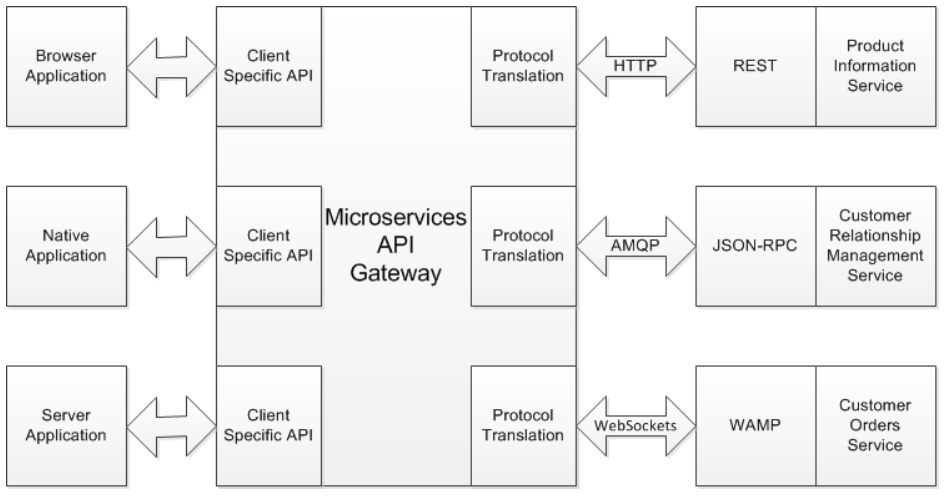 Browser
Application
Client
Specific API
Protocol
Translation
HTTP
REST
Product
Information
Service
Native
Application
Client
Specific API
Microservices
API
Gateway
Protocol
Translation
AMQP
JSON-RPC
Customer
Relationship
Management
Service
Server
Application
Client
Specific API
Protocol
Translation
WebSockets
WAMP
Customer
Orders
Service